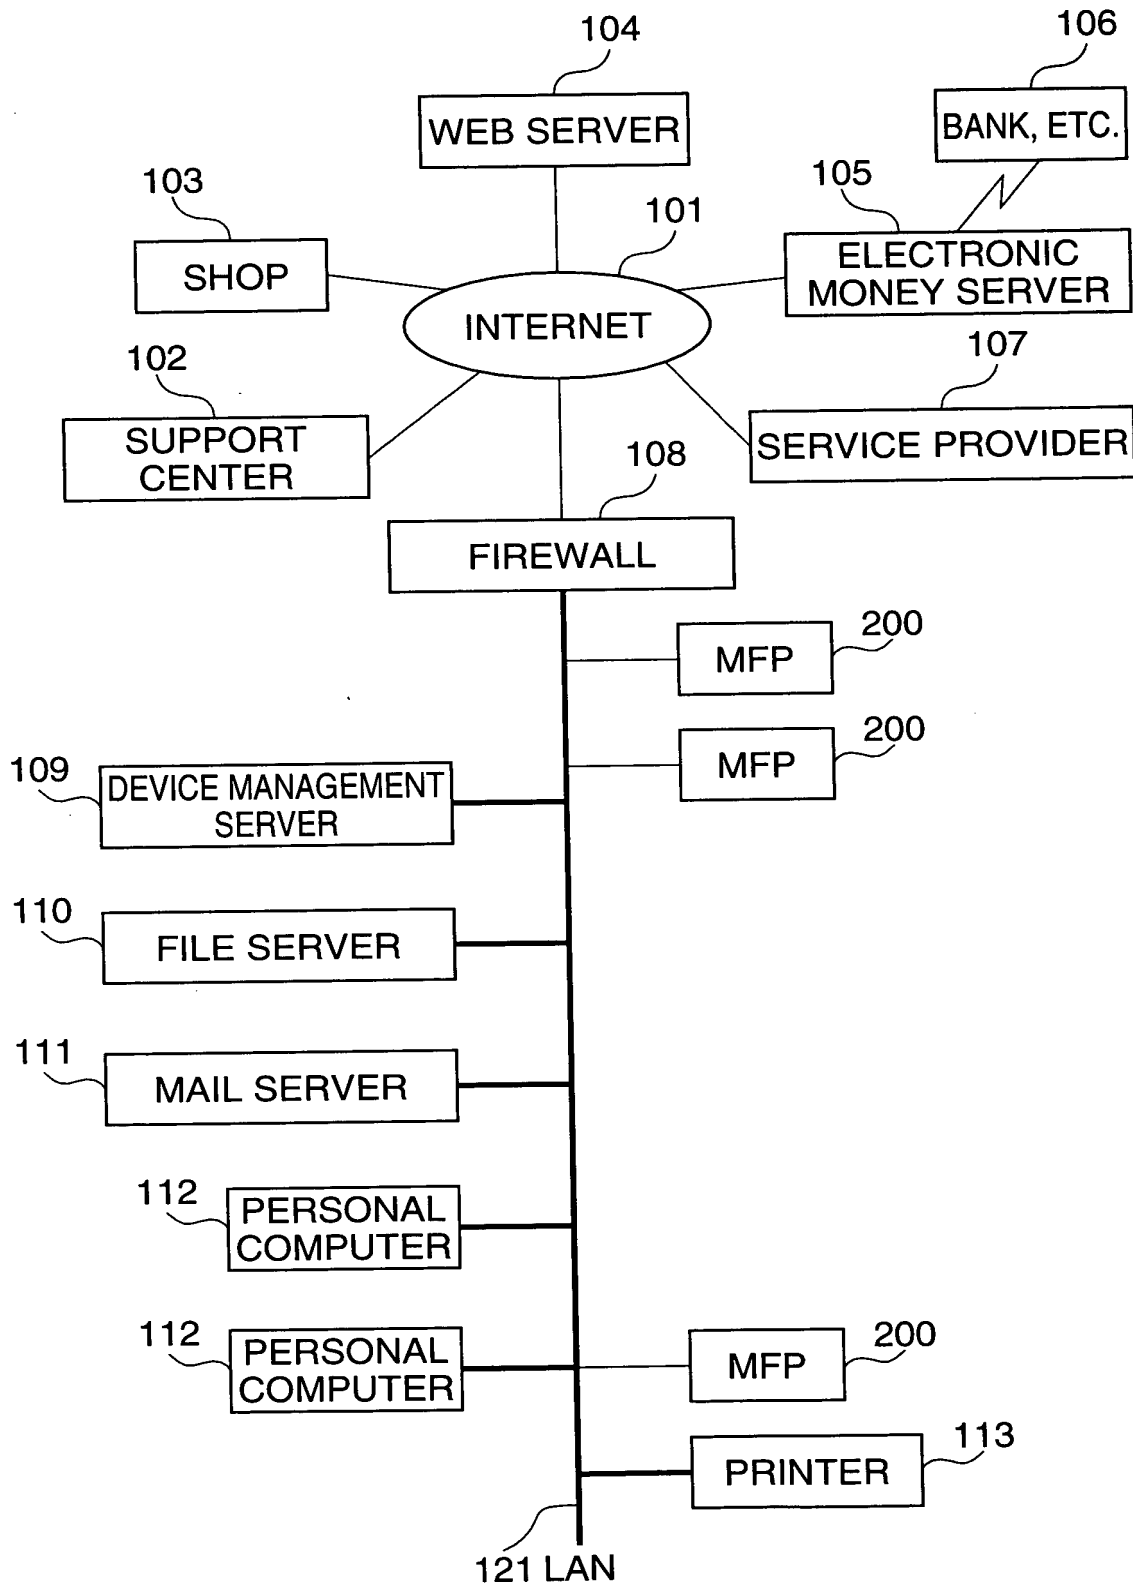 104
106
WEB SERVER
BANK, ETC.
103
105
101
SHOP
ELECTRONIC
MONEY SERVER
INTERNET
102
107
SUPPORT
CENTER
SERVICE PROVIDER
108
FIREWALL
200
MFP
200
MFP
109
DEVICE MANAGEMENT
SERVER
110
FILE SERVER
111
MAIL SERVER
112
PERSONAL
COMPUTER
112
PERSONAL
COMPUTER
200
MFP
113
PRINTER
121 LAN